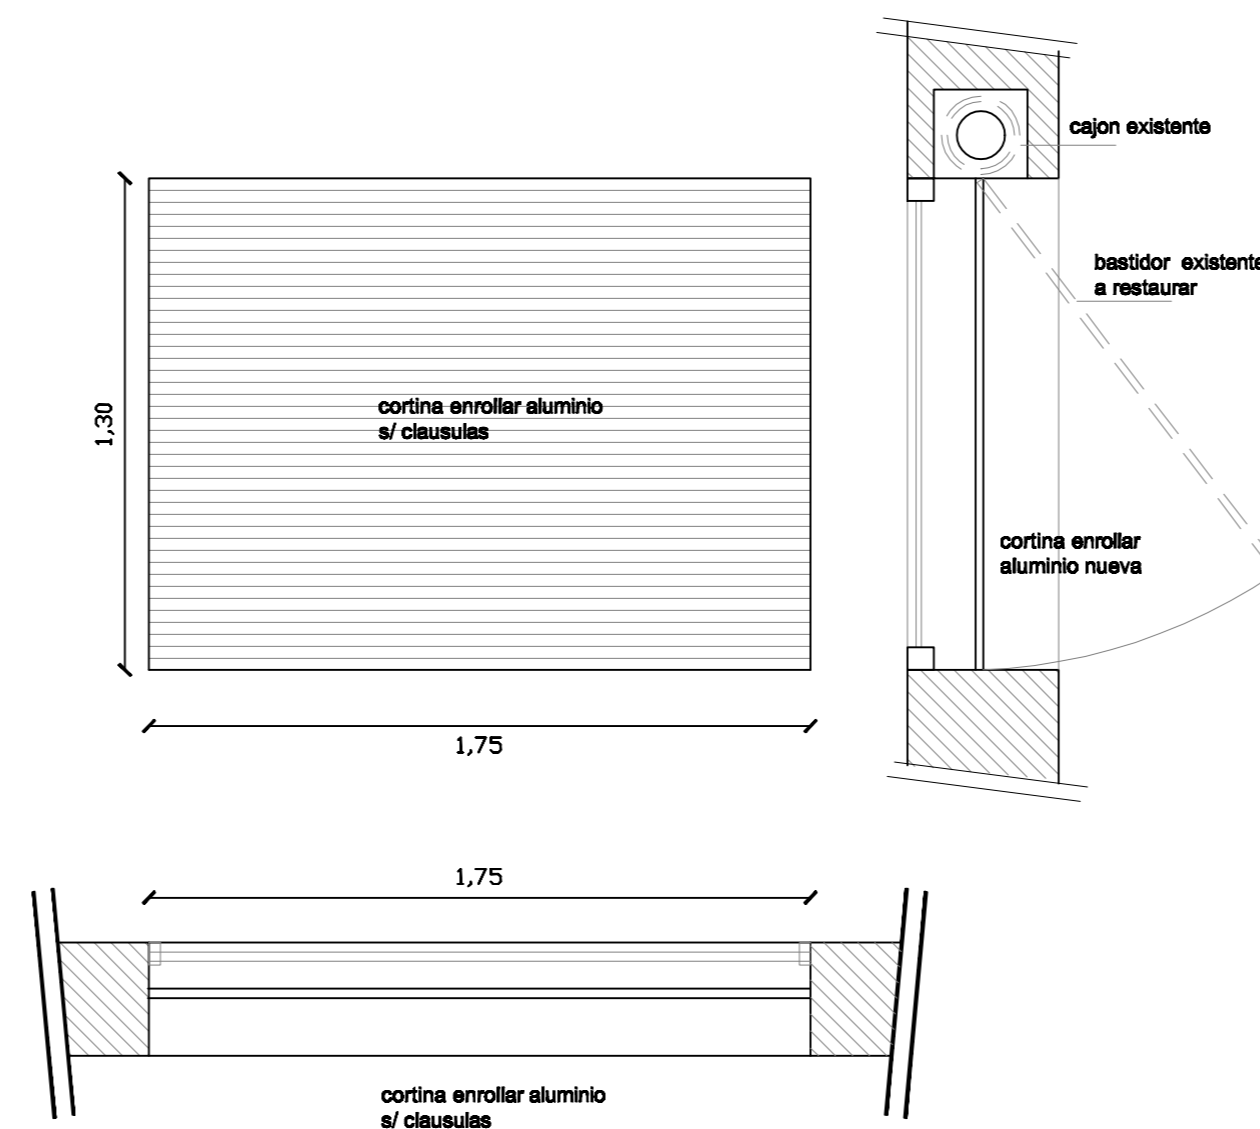 cajon existente
bastidor existente
a restaurar
1,30
cortina enrollar aluminio
s/ clausulas
cortina enrollar
aluminio nueva
1,75
1,75
cortina enrollar aluminio
s/ clausulas